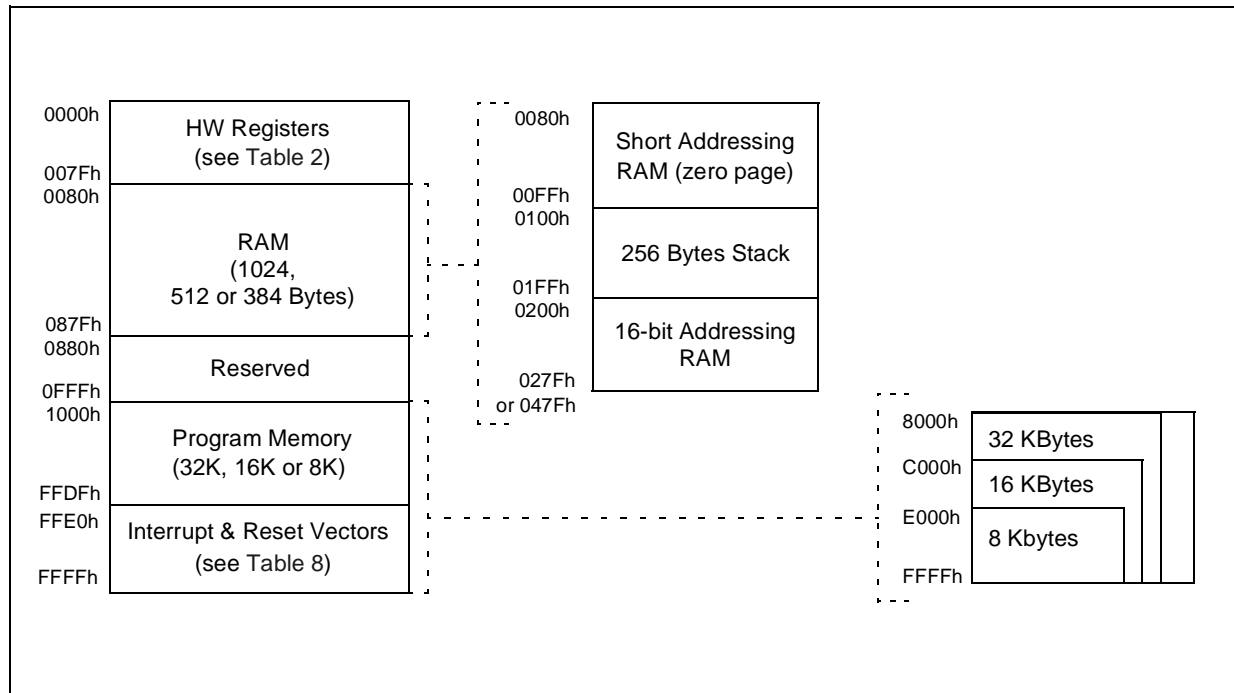 0000h
HW Registers
(see Table 2)
007Fh
0080h
RAM
(1024,
512 or 384 Bytes)
087Fh
0880h
Reserved
0FFFh
1000h
Program Memory
(32K, 16K or 8K)
FFDFh
FFE0h
Interrupt & Reset Vectors
(see Table 8)
FFFFh
0080h
Short Addressing
RAM (zero page)
00FFh
0100h
256 Bytes Stack
01FFh
0200h
16-bit Addressing
RAM
027Fh
or 047Fh
8000h
32 KBytes
C000h
16 KBytes
E000h
8 Kbytes
FFFFh